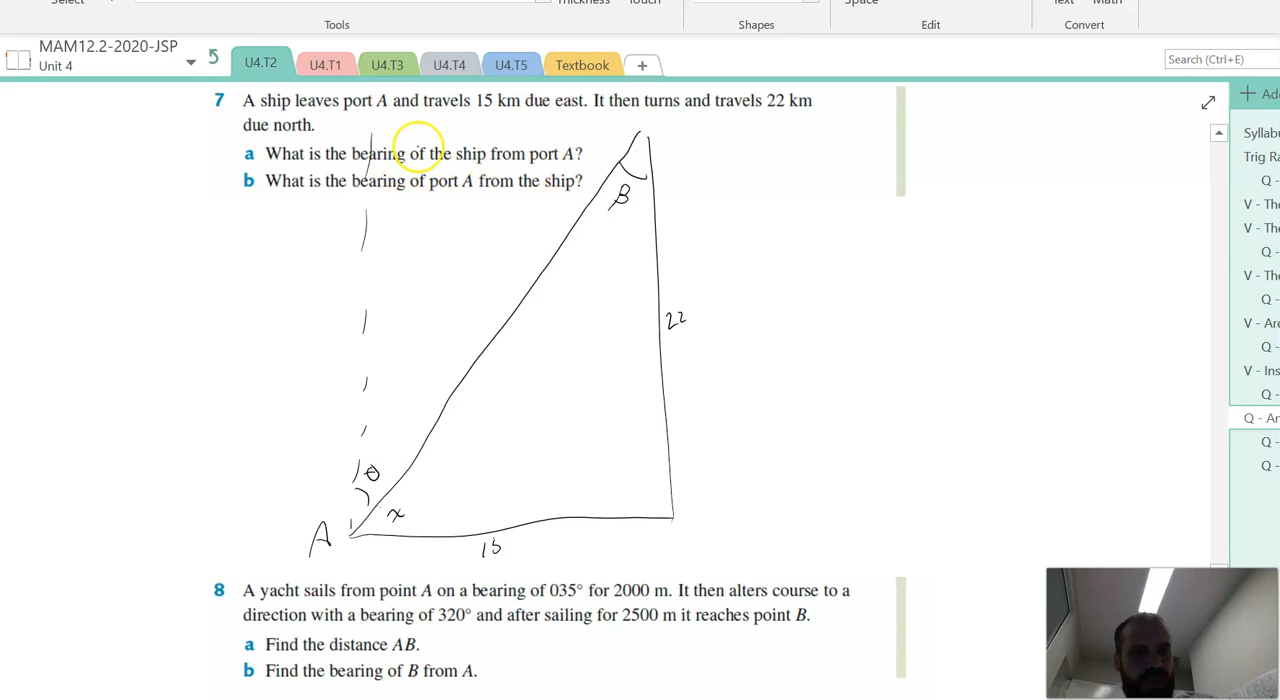 Select
Thickness
Touch
Space
Text
Math
Tools
Shapes
Edit
Convert
MAM12.2-2020-JSP
Unit 4
U4.T2
U4.T1
U4.T3
U4.T4
U4.T5
Textbook
+
Search (Ctrl+E)
7 A ship leaves port A and travels 15 km due east. It then turns and travels 22 km
due north.
a What is the bearing of the ship from port A?
b What is the bearing of port A from the ship?
β
22
θ
x
A
15
8 A yacht sails from point A on a bearing of 035° for 2000 m. It then alters course to a
direction with a bearing of 320° and after sailing for 2500 m it reaches point B.
a Find the distance AB.
b Find the bearing of B from A.
+ Ad
Syllab
Trig Ra
Q -
V - The
V - The
Q -
V - The
Q -
V - Are
Q -
V - Ins
Q -
Q - Ar
Q -
Q -